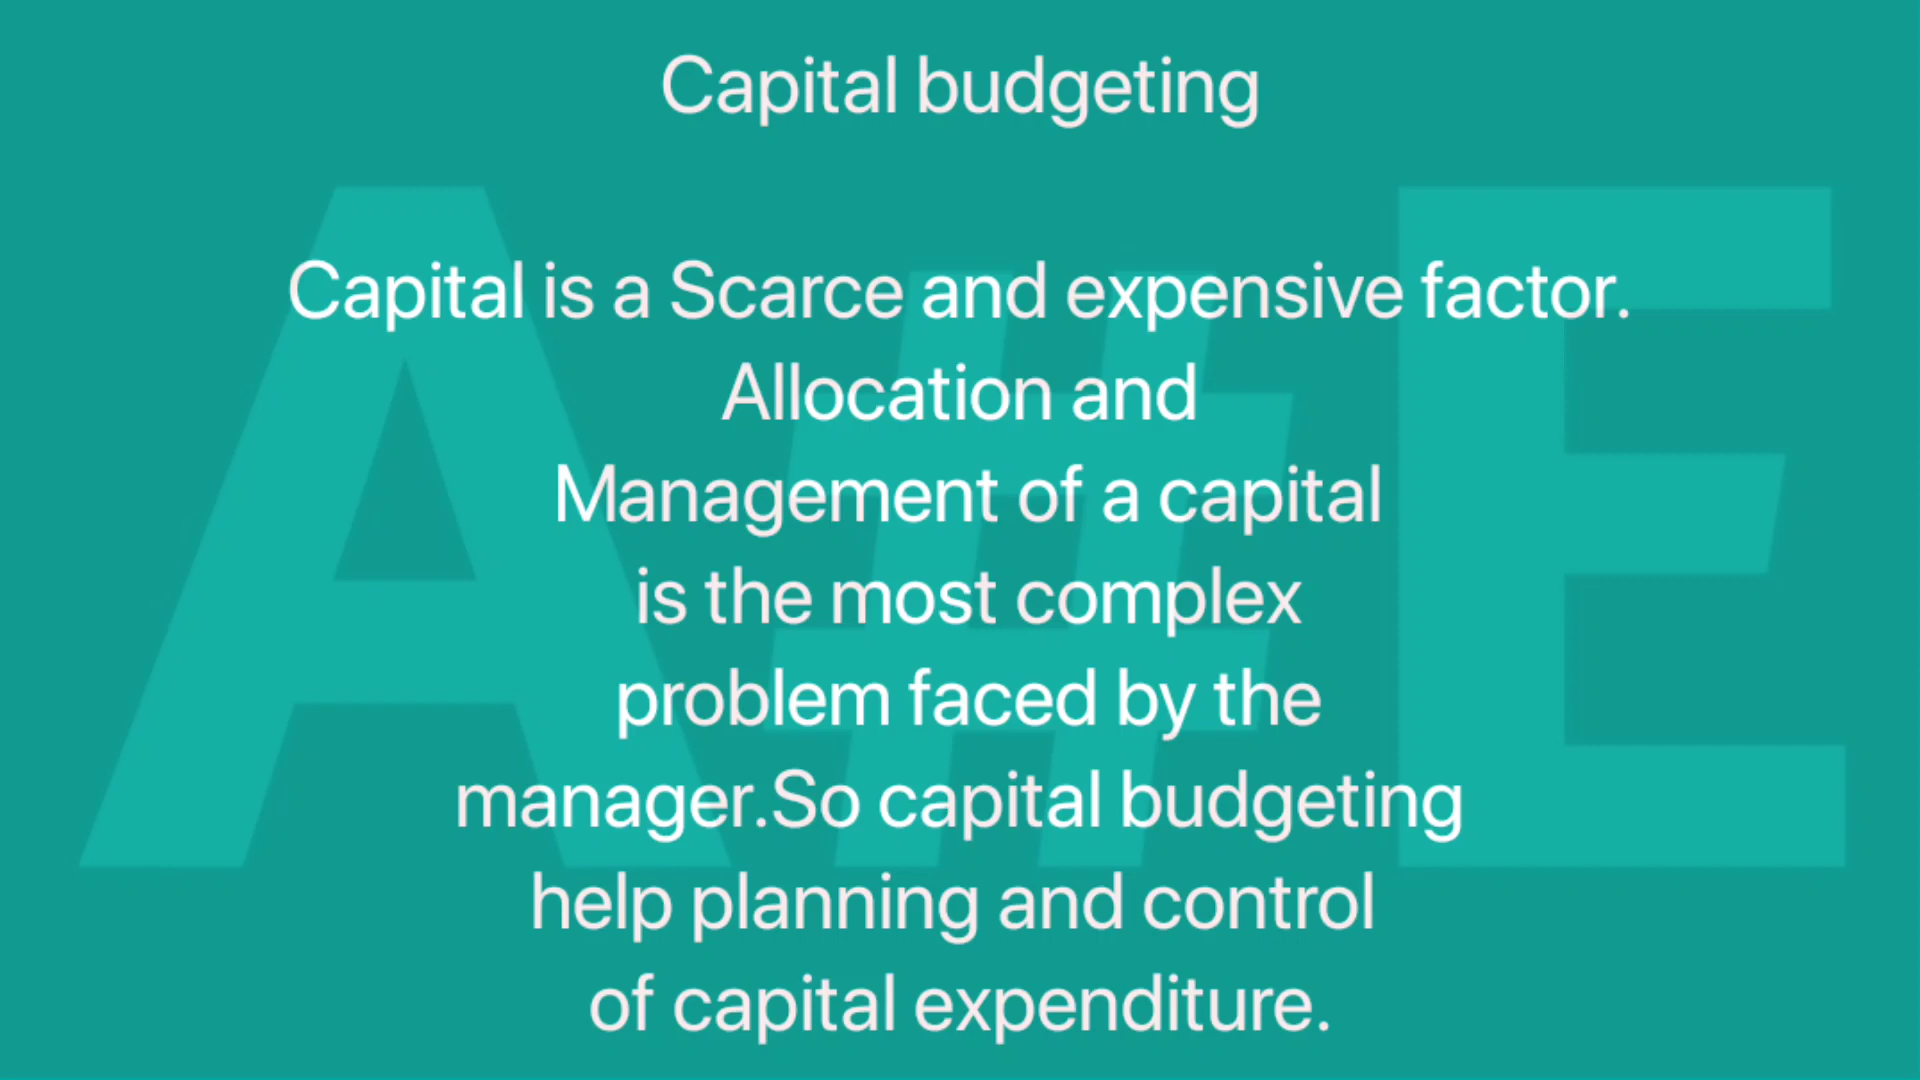 Capital budgeting
Capital is a Scarce and expensive factor.
Allocation and
Management of a capital
is the most complex
problem faced by the
manager.So capital budgeting
help planning and control
of capital expenditure.
A#E